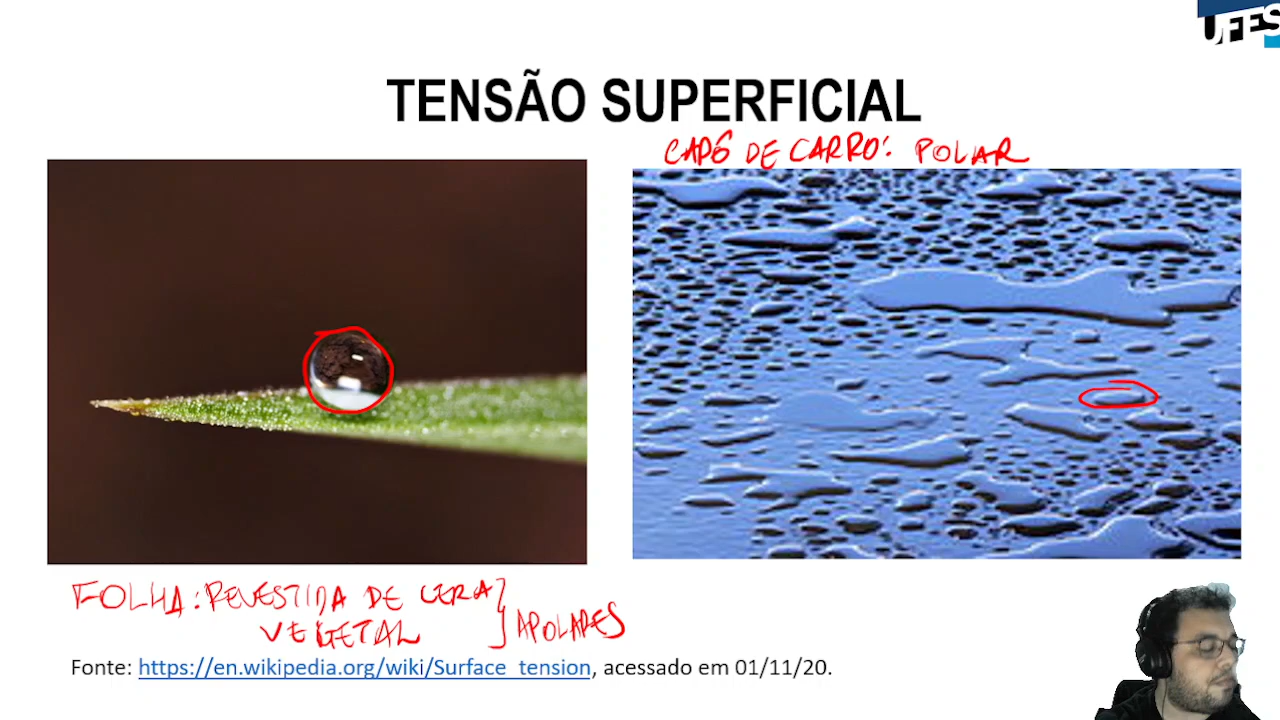 UFES
TENSÃO SUPERFICIAL
CAPÔ DE CARRO: POLAR
FOLHA: REVESTIDA DE CERA
VEGETAL
APOLARES
Fonte: https://en.wikipedia.org/wiki/Surface_tension, acessado em 01/11/20.